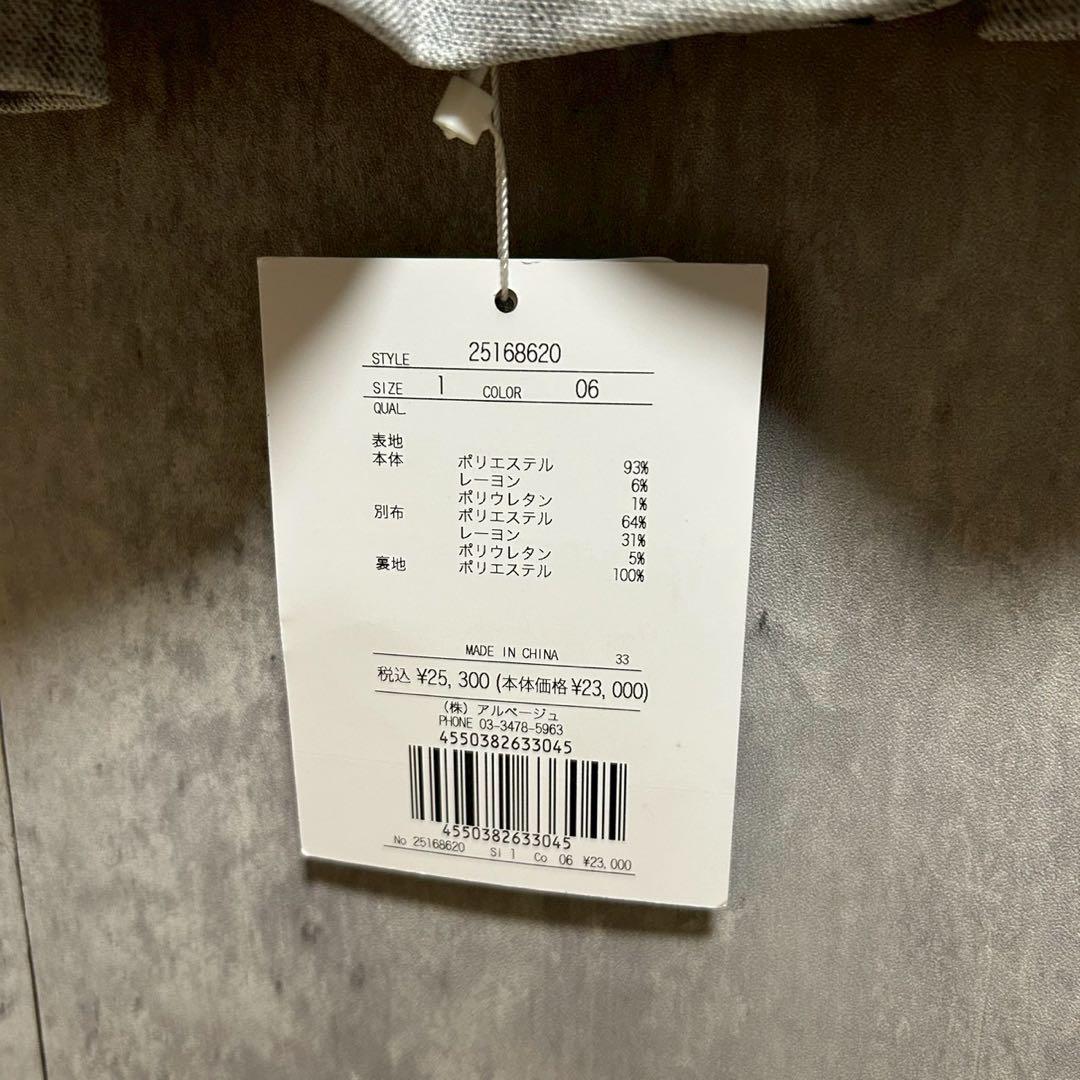 STYLE 25168620
SIZE 1 COLOR 06
QUAL
表地
本体 ポリエステル 93%
レーヨン 6%
ポリウレタン 1%
別布 ポリエステル 64%
レーヨン 31%
ポリウレタン 5%
裏地 ポリエステル 100%
MADE IN CHINA 33
税込 ¥25,300 (本体価格 ¥23,000)
(株) アルページュ
PHONE 03-3478-5963
4550382633045
4550382633045
No 25168620 Si 1 Co 06 ¥23,000